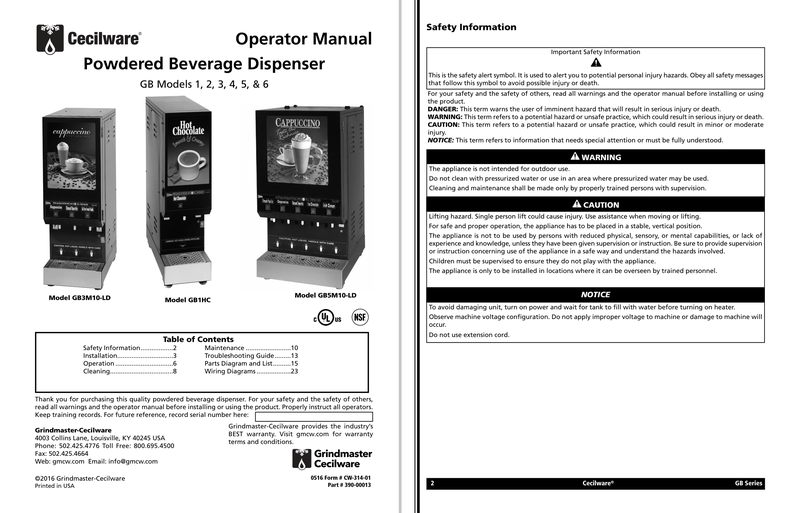 Cecilware®
Operator Manual
Powdered Beverage Dispenser
GB Models 1, 2, 3, 4, 5, & 6
cappuccino
Hot
Chocolate
Smooth & Creamy
CAPPUCCINO
Model GB3M10-LD
Model GB1HC
Model GB5M10-LD
C UL US
NSF
Table of Contents
Safety Information.................2
Installation..............................3
Operation ...............................6
Cleaning..................................8
Maintenance ........................10
Troubleshooting Guide.........13
Parts Diagram and List..........15
Wiring Diagrams ..................23
Thank you for purchasing this quality powdered beverage dispenser. For your safety and the safety of others,
read all warnings and the operator manual before installing or using the product. Properly instruct all operators.
Keep training records. For future reference, record serial number here:
Grindmaster-Cecilware
4003 Collins Lane, Louisville, KY 40245 USA
Phone: 502.425.4776 Toll Free: 800.695.4500
Fax: 502.425.4664
Web: gmcw.com Email: info@gmcw.com
Grindmaster-Cecilware provides the industry's
BEST warranty. Visit gmcw.com for warranty
terms and conditions.
Grindmaster
Cecilware
©2016 Grindmaster-Cecilware
Printed in USA
0516 Form # CW-314-01
Part # 390-00013
Safety Information
Important Safety Information
This is the safety alert symbol. It is used to alert you to potential personal injury hazards. Obey all safety messages
that follow this symbol to avoid possible injury or death.
For your safety and the safety of others, read all warnings and the operator manual before installing or using
the product.
DANGER: This term warns the user of imminent hazard that will result in serious injury or death.
WARNING: This term refers to a potential hazard or unsafe practice, which could result in serious injury or death.
CAUTION: This term refers to a potential hazard or unsafe practice, which could result in minor or moderate
injury.
NOTICE: This term refers to information that needs special attention or must be fully understood.
WARNING
The appliance is not intended for outdoor use.
Do not clean with pressurized water or use in an area where pressurized water may be used.
Cleaning and maintenance shall be made only by properly trained persons with supervision.
CAUTION
Lifting hazard. Single person lift could cause injury. Use assistance when moving or lifting.
For safe and proper operation, the appliance has to be placed in a stable, vertical position.
The appliance is not to be used by persons with reduced physical, sensory, or mental capabilities, or lack of
experience and knowledge, unless they have been given supervision or instruction. Be sure to provide supervision
or instruction concerning use of the appliance in a safe way and understand the hazards involved.
Children must be supervised to ensure they do not play with the appliance.
The appliance is only to be installed in locations where it can be overseen by trained personnel.
NOTICE
To avoid damaging unit, turn on power and wait for tank to fill with water before turning on heater.
Observe machine voltage configuration. Do not apply improper voltage to machine or damage to machine will
occur.
Do not use extension cord.
2
Cecilware®
GB Series